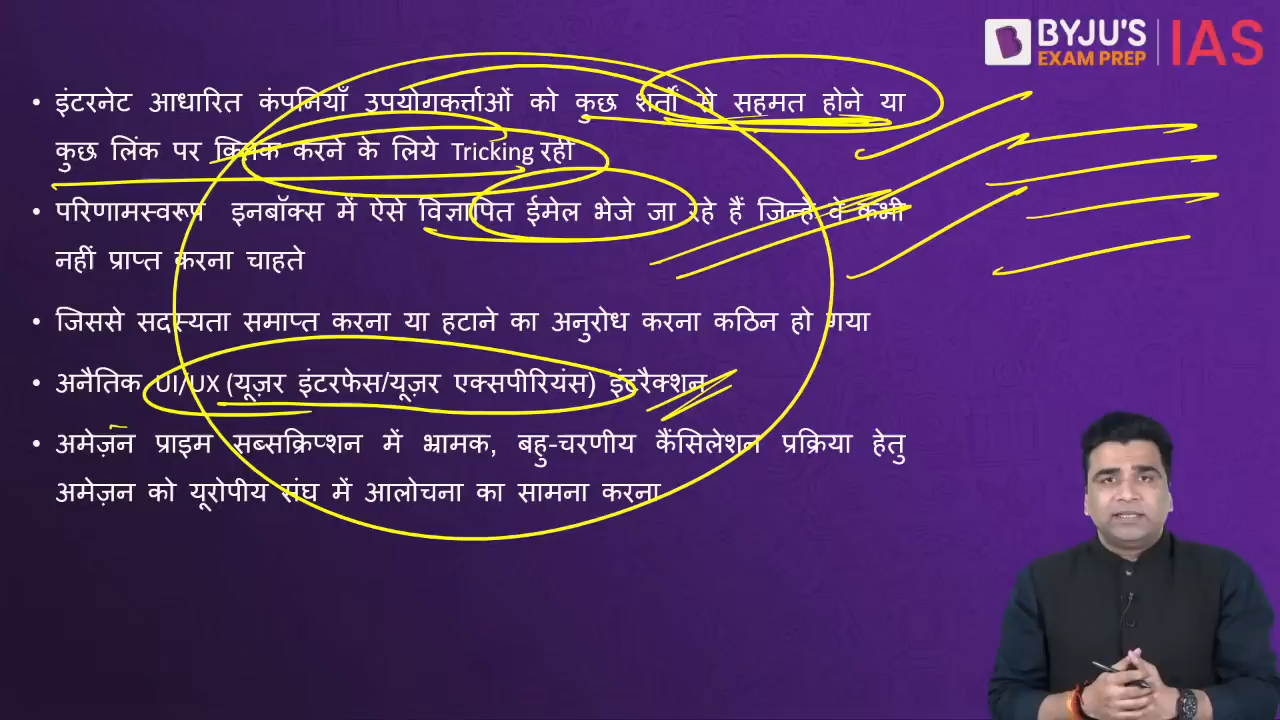 BYJU'S
EXAM PREP
IAS
• इंटरनेट आधारित कंपनियाँ उपयोगकर्त्ताओं को कुछ शर्तों से सहमत होने या
कुछ लिंक पर क्लिक करने के लिये Tricking रहीं
• परिणामस्वरूप इनबॉक्स में ऐसे विज्ञापित ईमेल भेजे जा रहे हैं जिन्हें वे कभी
नहीं प्राप्त करना चाहते
• जिससे सदस्यता समाप्त करना या हटाने का अनुरोध करना कठिन हो गया
• अनैतिक UI/UX (यूज़र इंटरफेस/यूज़र एक्सपीरियंस) इंटरैक्शन
• अमेज़न प्राइम सब्सक्रिप्शन में भ्रामक, बहु-चरणीय कैंसिलेशन प्रक्रिया हेतु
अमेज़न को यूरोपीय संघ में आलोचना का सामना करना